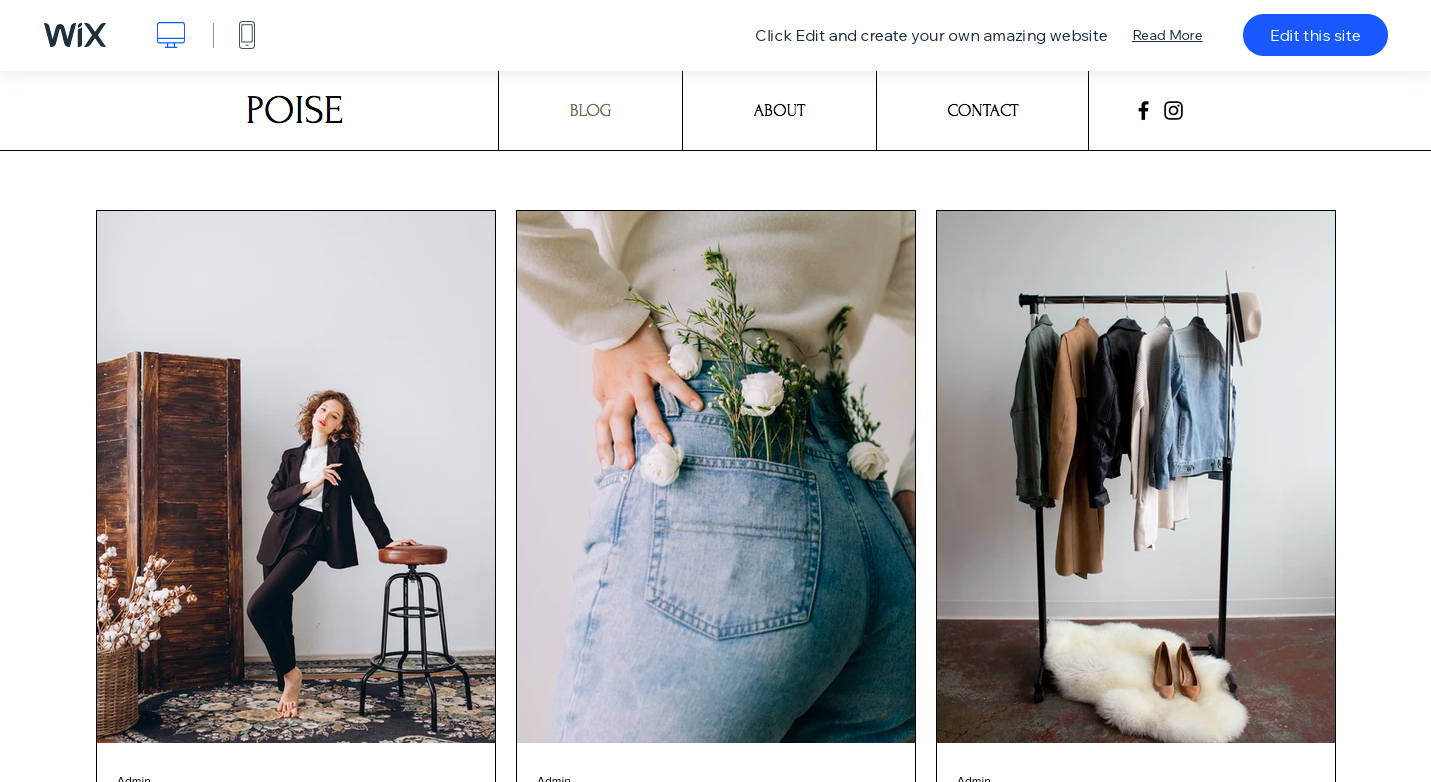 WiX
Click Edit and create your own amazing website Read More Edit this site
POISE BLOG ABOUT CONTACT
Admin Admin Admin